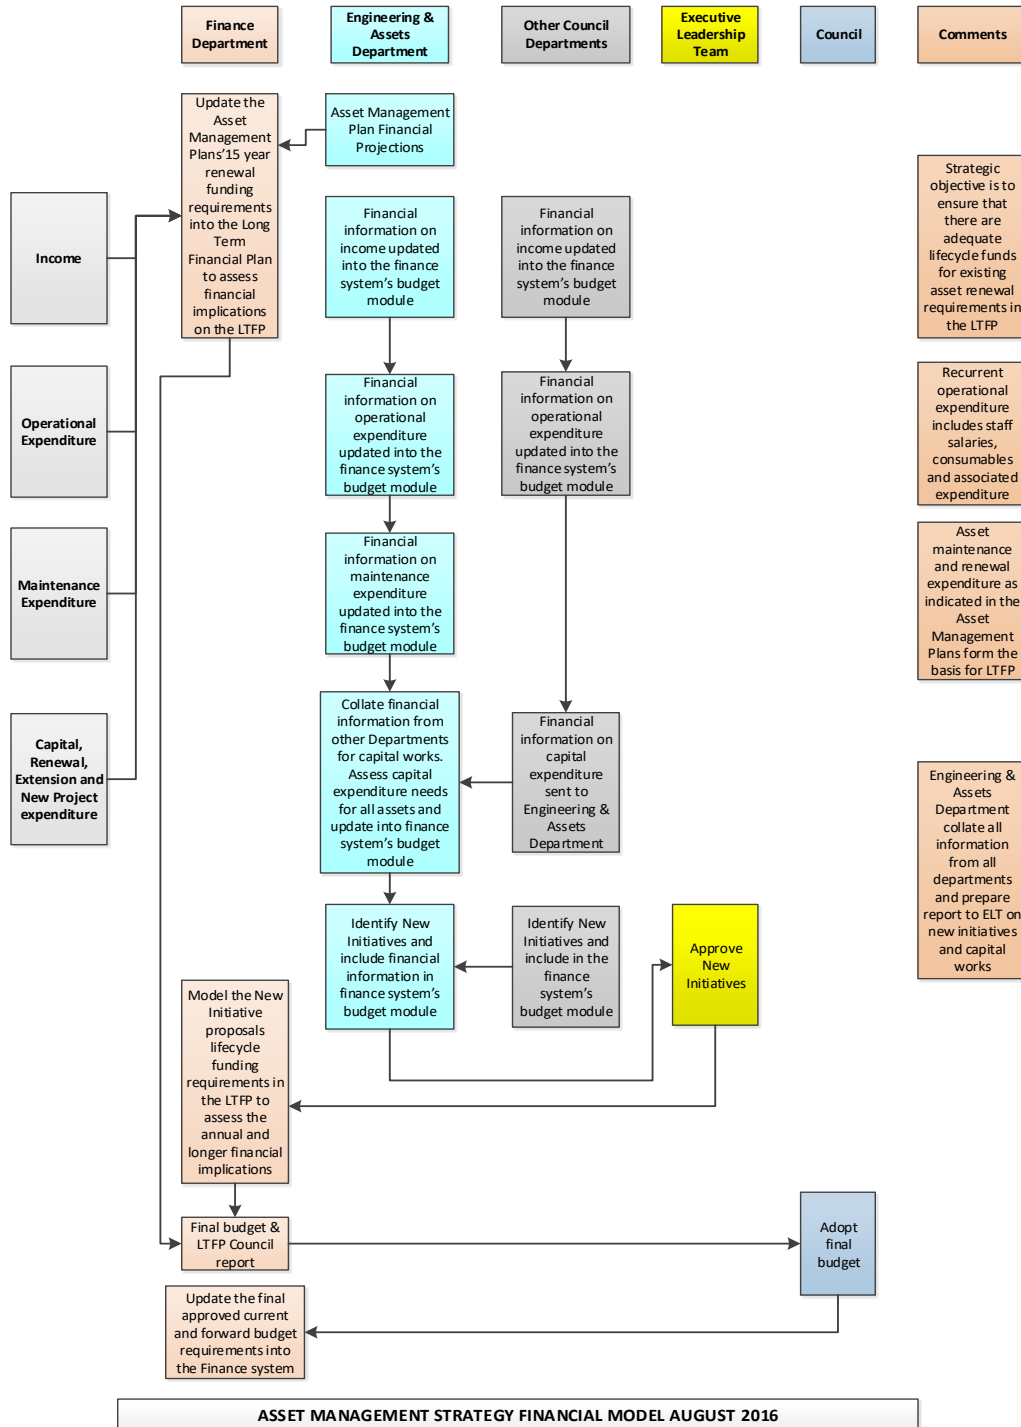 Finance
Department
Engineering &
Assets
Department
Other Council
Departments
Executive
Leadership
Team
Council
Comments
Update the
Asset
Management
Plans'15 year
renewal
funding
requirements
into the Long
Term
Financial Plan
to assess
financial
implications
on the LTFP
Asset Management
Plan Financial
Projections
Strategic
objective is to
ensure that
there are
adequate
lifecycle funds
for existing
asset renewal
requirements in
the LTFP
Income
Financial
information on
income updated
into the finance
system's budget
module
Financial
information on
income updated
into the finance
system's budget
module
Operational
Expenditure
Financial
information on
operational
expenditure
updated into the
finance system's
budget module
Financial
information on
operational
expenditure
updated into the
finance system's
budget module
Recurrent
operational
expenditure
includes staff
salaries,
consumables
and associated
expenditure
Maintenance
Expenditure
Financial
information on
maintenance
expenditure
updated into the
finance system's
budget module
Asset
maintenance
and renewal
expenditure as
indicated in the
Asset
Management
Plans form the
basis for LTFP
Capital,
Renewal,
Extension and
New Project
expenditure
Collate financial
information from
other Departments
for capital works.
Assess capital
expenditure needs
for all assets and
update into finance
system's budget
module
Financial
information on
capital
expenditure
sent to
Engineering &
Assets
Department
Engineering &
Assets
Department
collate all
information
from all
departments
and prepare
report to ELT on
new initiatives
and capital
works
Identify New
Initiatives and
include financial
information in
finance system's
budget module
Identify New
Initiatives and
include in the
finance
system's
budget module
Approve
New
Initiatives
Model the New
Initiative
proposals
lifecycle
funding
requirements in
the LTFP to
assess the
annual and
longer financial
implications
Final budget &
LTFP Council
report
Adopt
final
budget
Update the final
approved current
and forward budget
requirements into
the Finance system
ASSET MANAGEMENT STRATEGY FINANCIAL MODEL AUGUST 2016